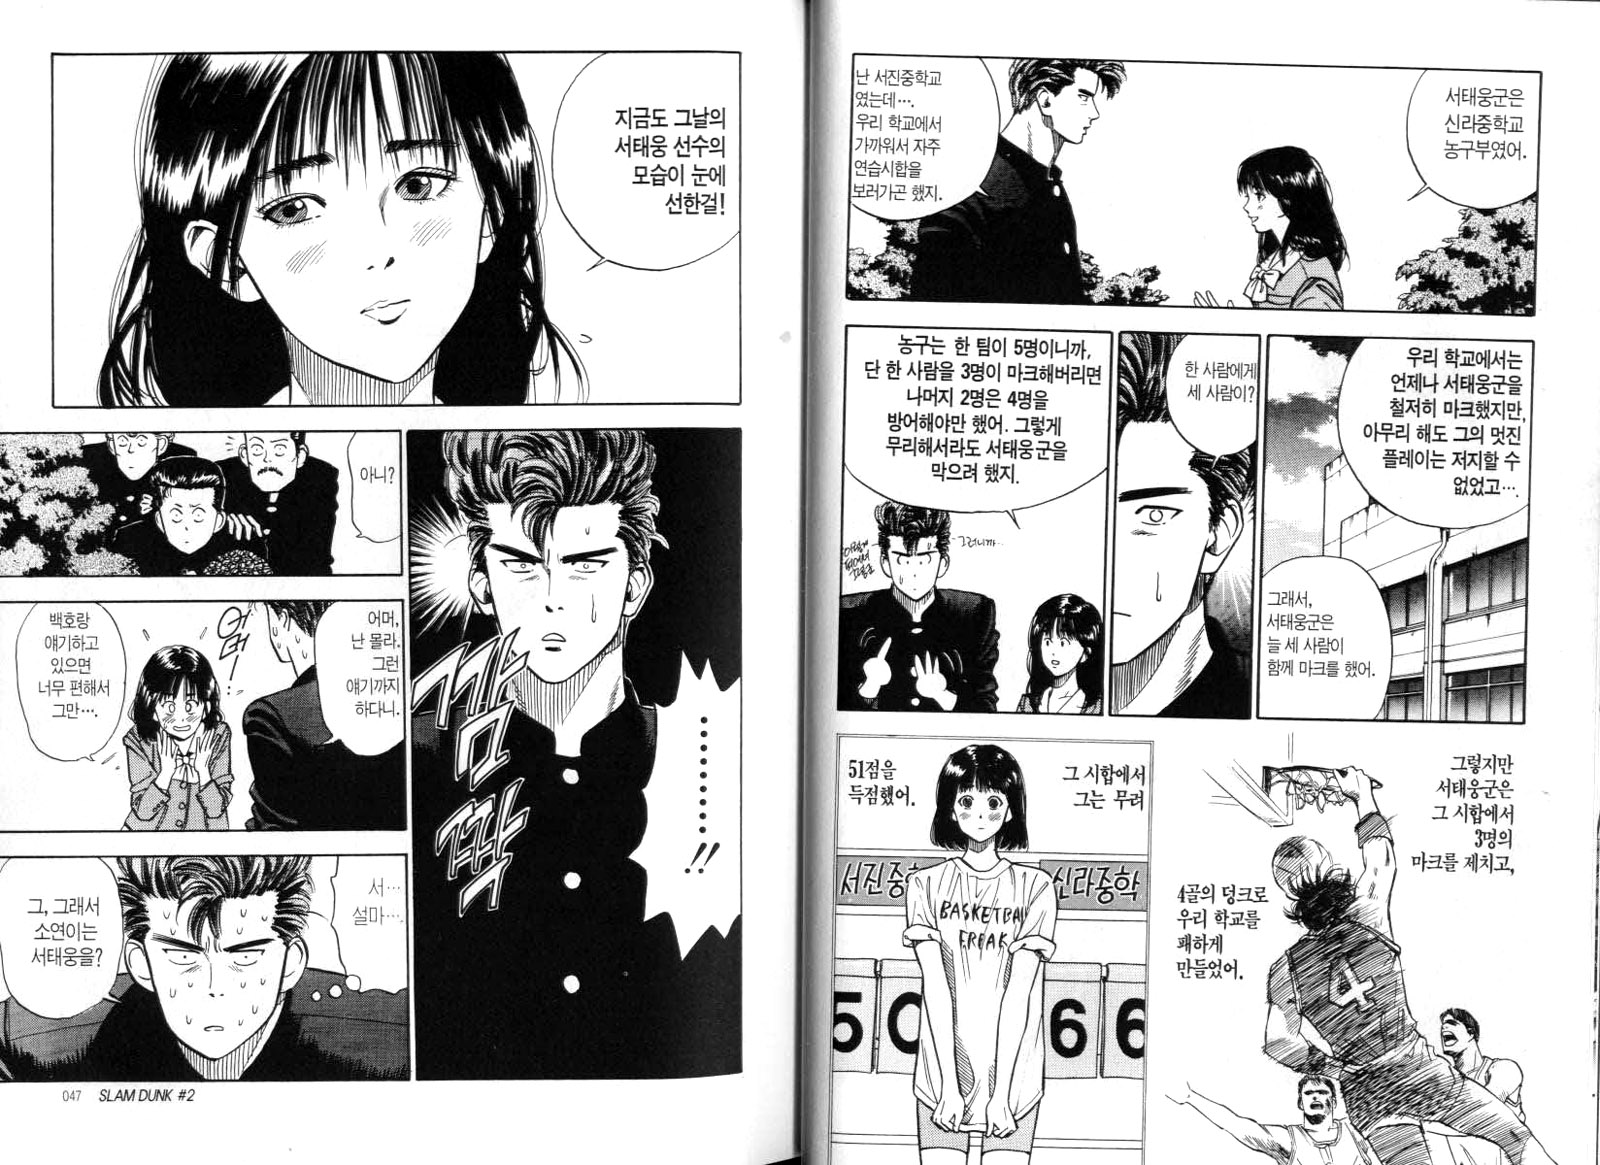 서태웅군은
신라중학교
농구부였어.
난 서진중학교
였는데….
우리 학교에서
가까워서 자주
연습시합을
보러가곤 했지.
우리 학교에서는
언제나 서태웅군을
철저히 마크했지만,
아무리 해도 그의 멋진
플레이는 저지할 수
없었고….
그래서,
서태웅군은
늘 세 사람이
함께 마크를 했어.
한 사람에게
세 사람이?
농구는 한 팀이 5명이니까,
단 한 사람을 3명이 마크해버리면
나머지 2명은 4명을
방어해야만 했어. 그렇게
무리해서라도 서태웅군을
막으려 했지.
그러니까…
그렇지만
서태웅군은
그 시합에서
3명의
마크를 제치고,
4골의 덩크로
우리 학교를
패하게
만들었어.
4
그 시합에서
그는 무려
51점을
득점했어.
서진중학
신라중학
BASKETBA
FREAK
50
66
지금도 그날의
서태웅 선수의
모습이 눈에
선한걸!
……!!
깜짝
아니?
어머,
난 몰라.
그런
얘기까지
하다니.
어머!
백호랑
얘기하고
있으면
너무 편해서
그만….
서…
설마…
그, 그래서
소연이는
서태웅을?
047 SLAM DUNK #2